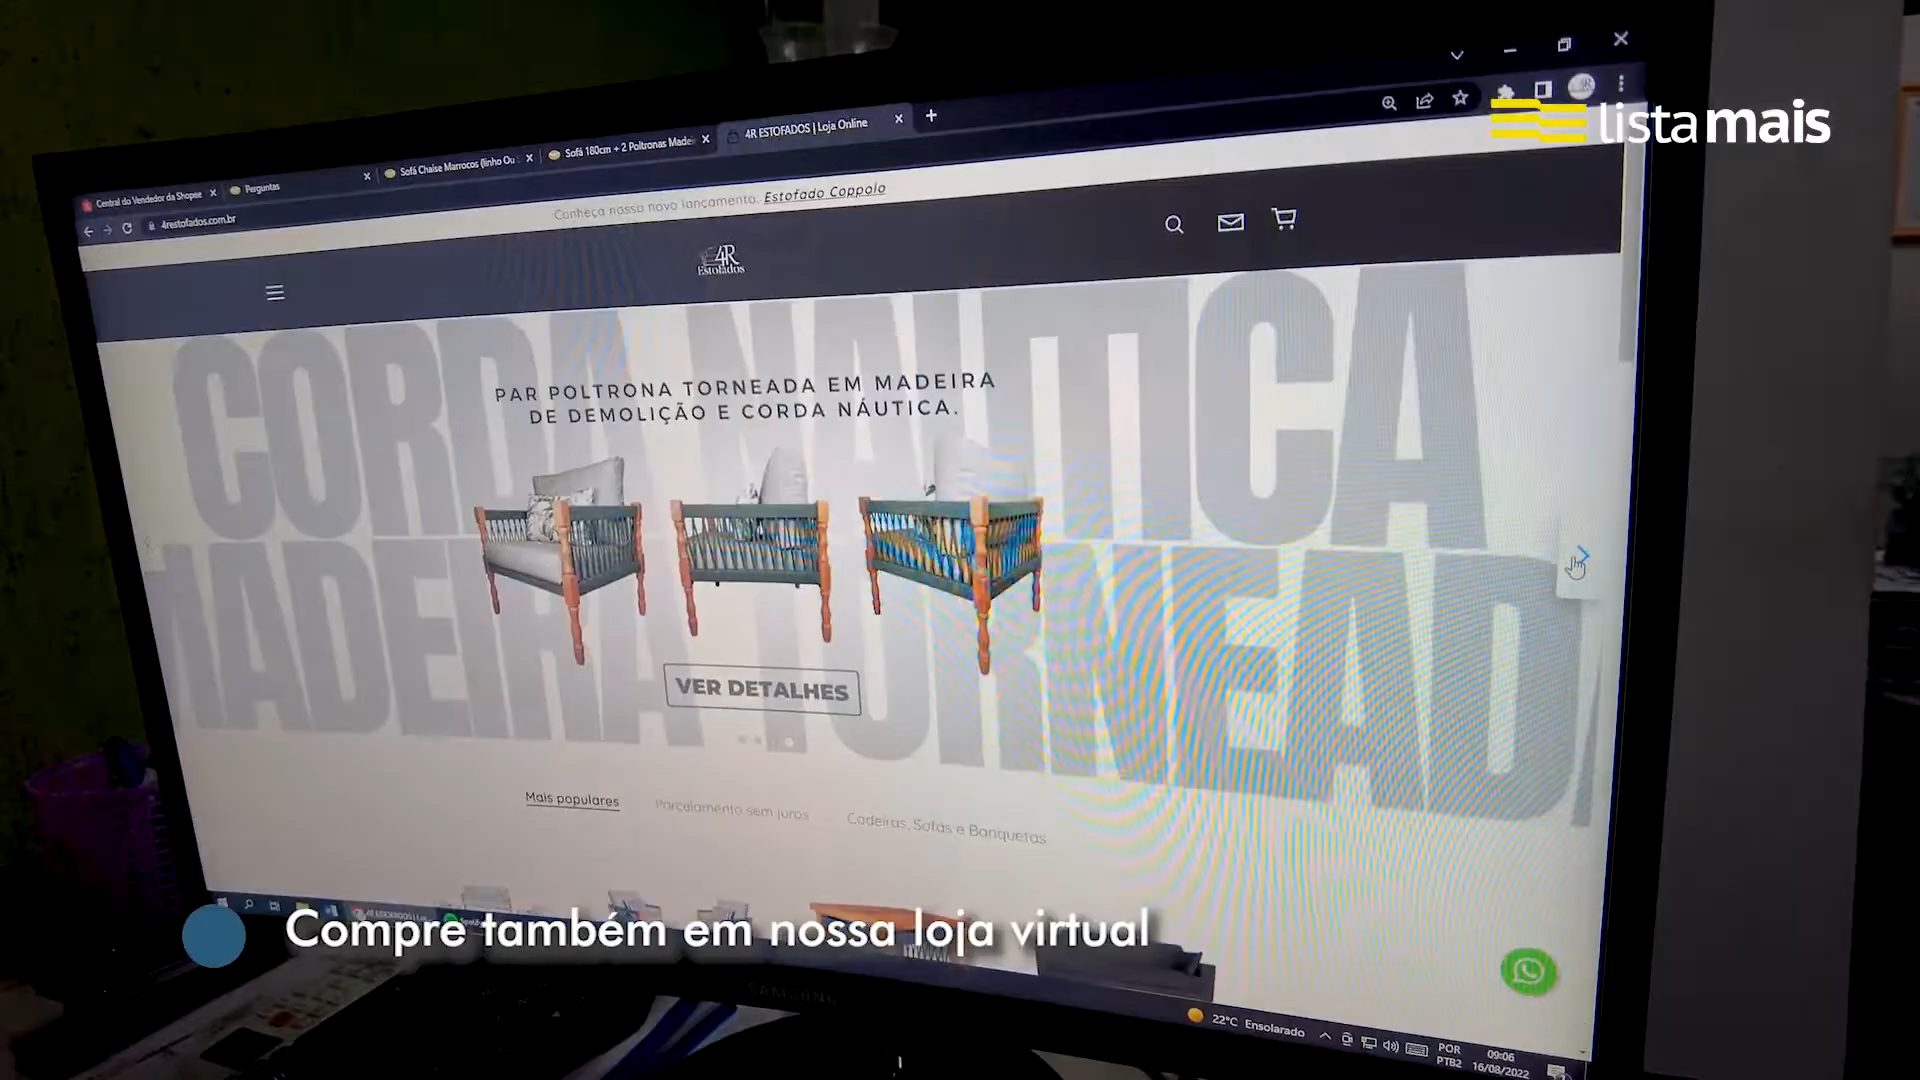 listamais
Central do Vendedor da Shopee
Perguntas
Sofá Chaise Marrocos (linho Ou
Sofá 180cm + 2 Poltronas Madei
4R ESTOFADOS | Loja Online
4restofados.com.br
Conheça nosso novo lançamento. Estofado Coppolo
4R
Estofados
CORDA NAUTICA
MADEIRA TORNEADA
PAR POLTRONA TORNEADA EM MADEIRA
DE DEMOLIÇÃO E CORDA NÁUTICA.
VER DETALHES
Mais populares
Parcelamento sem juros
Cadeiras, Sofás e Banquetas
Compre também em nossa loja virtual
SAMSUNG
22°C Ensolarado
POR
PTB2
09:06
16/08/2022